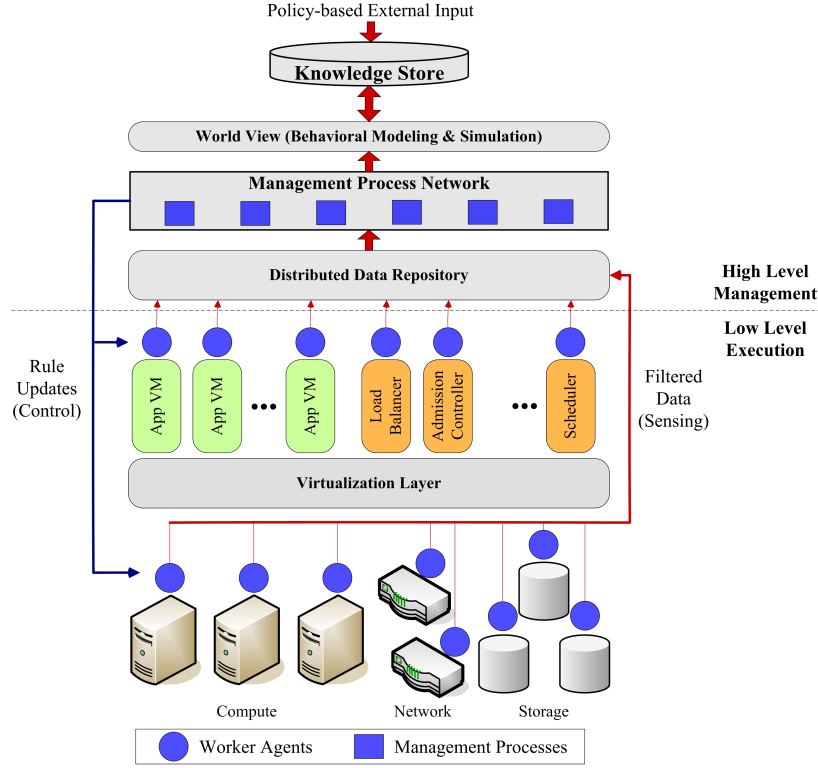 Policy-based External Input
Knowledge Store
World View (Behavioral Modeling & Simulation)
Management Process Network
Distributed Data Repository
High Level
Management
Low Level
Execution
Rule
Updates
(Control)
App VM
App VM
•••
App VM
Load
Balancer
Admission
Controller
•••
Scheduler
Filtered
Data
(Sensing)
Virtualization Layer
Compute
Network
Storage
Worker Agents
Management Processes